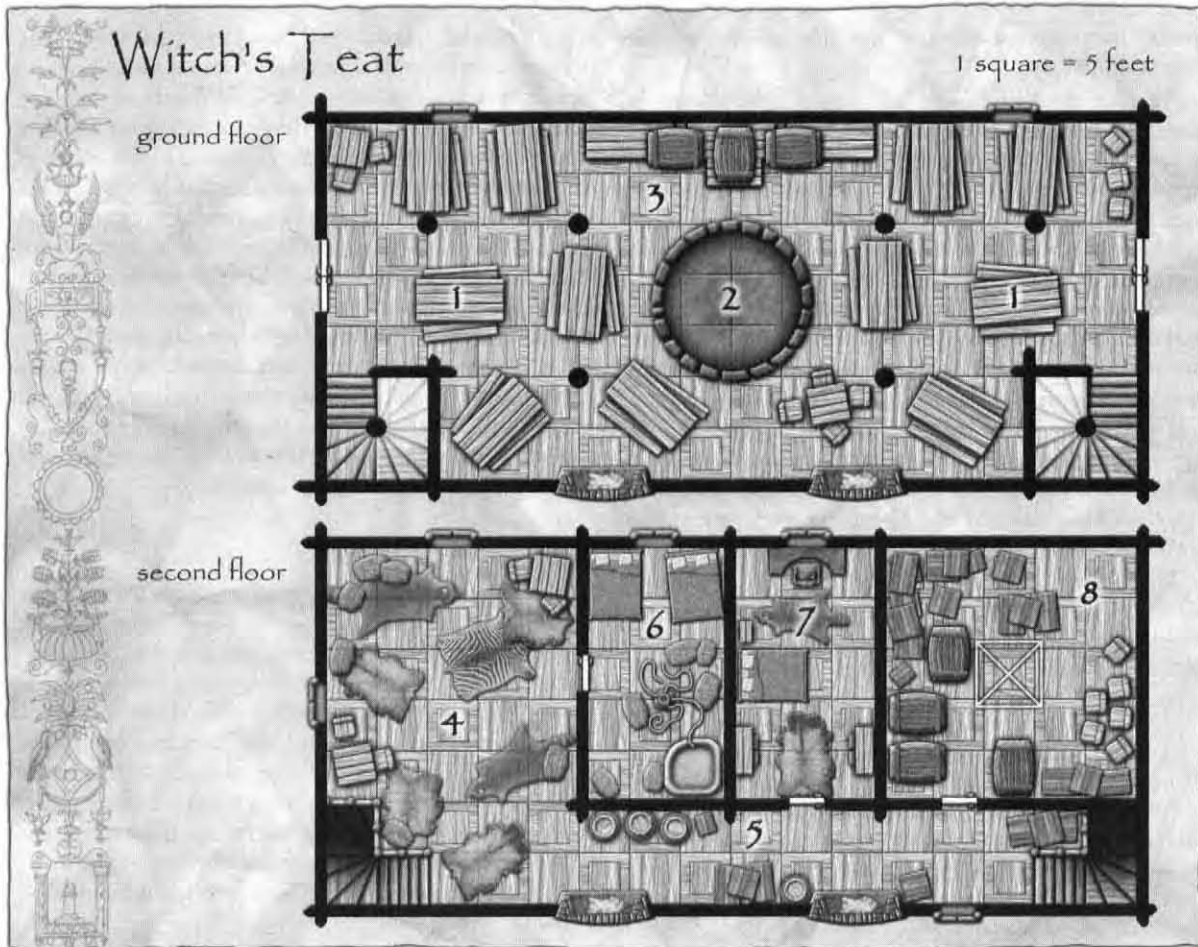 Witch's Teat
1 square = 5 feet
ground floor
3
1
2
1
second floor
8
6
7
4
5